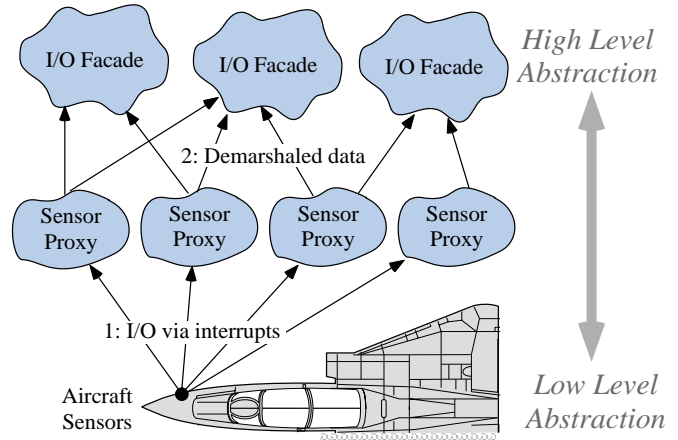 I/O Facade
I/O Facade
I/O Facade
High Level
Abstraction
2: Demarshaled data
Sensor
Proxy
Sensor
Proxy
Sensor
Proxy
Sensor
Proxy
1: I/O via interrupts
Aircraft
Sensors
Low Level
Abstraction